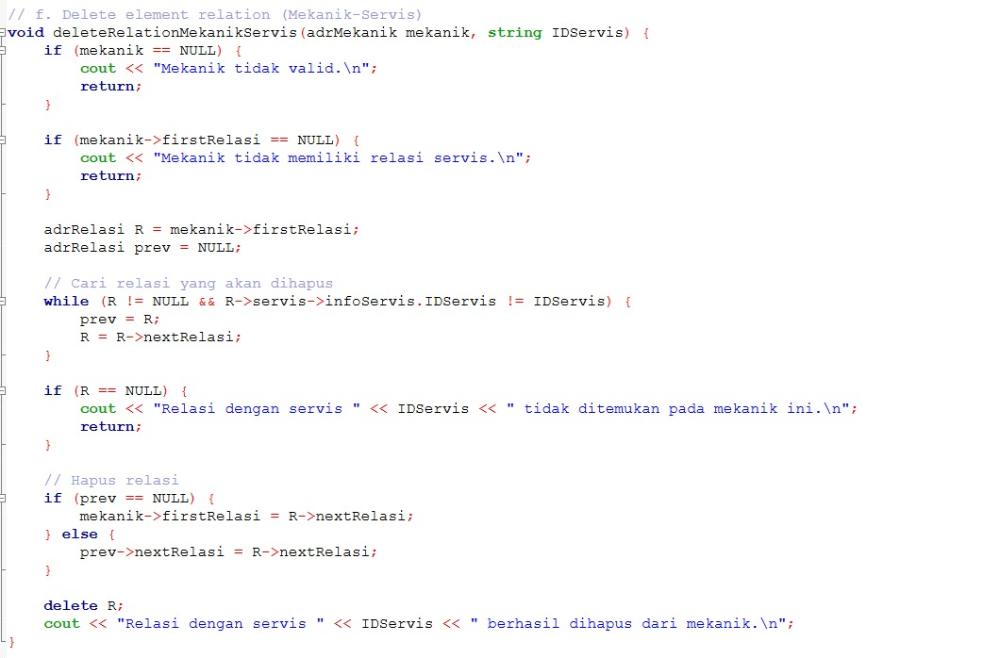 // f. Delete element relation (Mekanik-Servis)
void deleteRelationMekanikServis(adrMekanik mekanik, string IDServis) {
    if (mekanik == NULL) {
        cout << "Mekanik tidak valid.\n";
        return;
    }

    if (mekanik->firstRelasi == NULL) {
        cout << "Mekanik tidak memiliki relasi servis.\n";
        return;
    }

    adrRelasi R = mekanik->firstRelasi;
    adrRelasi prev = NULL;

    // Cari relasi yang akan dihapus
    while (R != NULL && R->servis->infoServis.IDServis != IDServis) {
        prev = R;
        R = R->nextRelasi;
    }

    if (R == NULL) {
        cout << "Relasi dengan servis " << IDServis << " tidak ditemukan pada mekanik ini.\n";
        return;
    }

    // Hapus relasi
    if (prev == NULL) {
        mekanik->firstRelasi = R->nextRelasi;
    } else {
        prev->nextRelasi = R->nextRelasi;
    }

    delete R;
    cout << "Relasi dengan servis " << IDServis << " berhasil dihapus dari mekanik.\n";
}